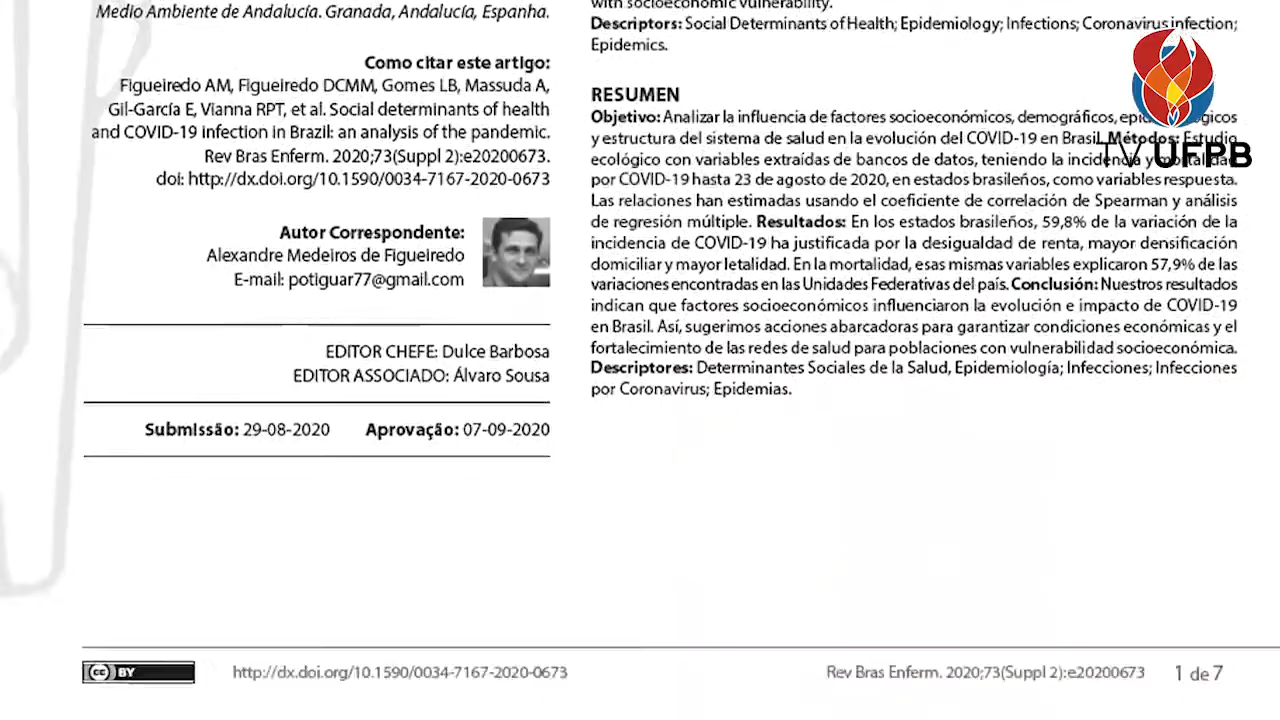 Medio Ambiente de Andalucía. Granada, Andalucía, Espanha.
Como citar este artigo:
Figueiredo AM, Figueiredo DCMM, Gomes LB, Massuda A,
Gil-García E, Vianna RPT, et al. Social determinants of health
and COVID-19 infection in Brazil: an analysis of the pandemic.
Rev Bras Enferm. 2020;73(Suppl 2):e20200673.
doi: http://dx.doi.org/10.1590/0034-7167-2020-0673
Autor Correspondente:
Alexandre Medeiros de Figueiredo
E-mail: potiguar77@gmail.com
EDITOR CHEFE: Dulce Barbosa
EDITOR ASSOCIADO: Álvaro Sousa
Submissão: 29-08-2020 Aprovação: 07-09-2020
with socioeconomic vulnerability.
Descriptors: Social Determinants of Health; Epidemiology; Infections; Coronavirus infection;
Epidemics.
RESUMEN
Objetivo: Analizar la influencia de factores socioeconómicos, demográficos,
y estructura del sistema de salud en la evolución del COVID-19 en Brasil. Métodos: Estudio
ecológico con variables extraídas de bancos de datos, teniendo la incidencia y mortalidad
por COVID-19 hasta 23 de agosto de 2020, en estados brasileños, como variables respuesta.
Las relaciones han estimadas usando el coeficiente de correlación de Spearman y análisis
de regresión múltiple. Resultados: En los estados brasileños, 59,8% de la variación de la
incidencia de COVID-19 ha justificada por la desigualdad de renta, mayor densificación
domiciliar y mayor letalidad. En la mortalidad, esas mismas variables explicaron 57,9% de las
variaciones encontradas en las Unidades Federativas del país. Conclusión: Nuestros resultados
indican que factores socioeconómicos influenciaron la evolución e impacto de COVID-19
en Brasil. Así, sugerimos acciones abarcadoras para garantizar condiciones económicas y el
fortalecimiento de las redes de salud para poblaciones con vulnerabilidad socioeconómica.
Descriptores: Determinantes Sociales de la Salud, Epidemiología; Infecciones; Infecciones
por Coronavirus; Epidemias.
TV UFPB
cc BY
http://dx.doi.org/10.1590/0034-7167-2020-0673
Rev Bras Enferm. 2020;73(Suppl 2):e20200673 1 de 7